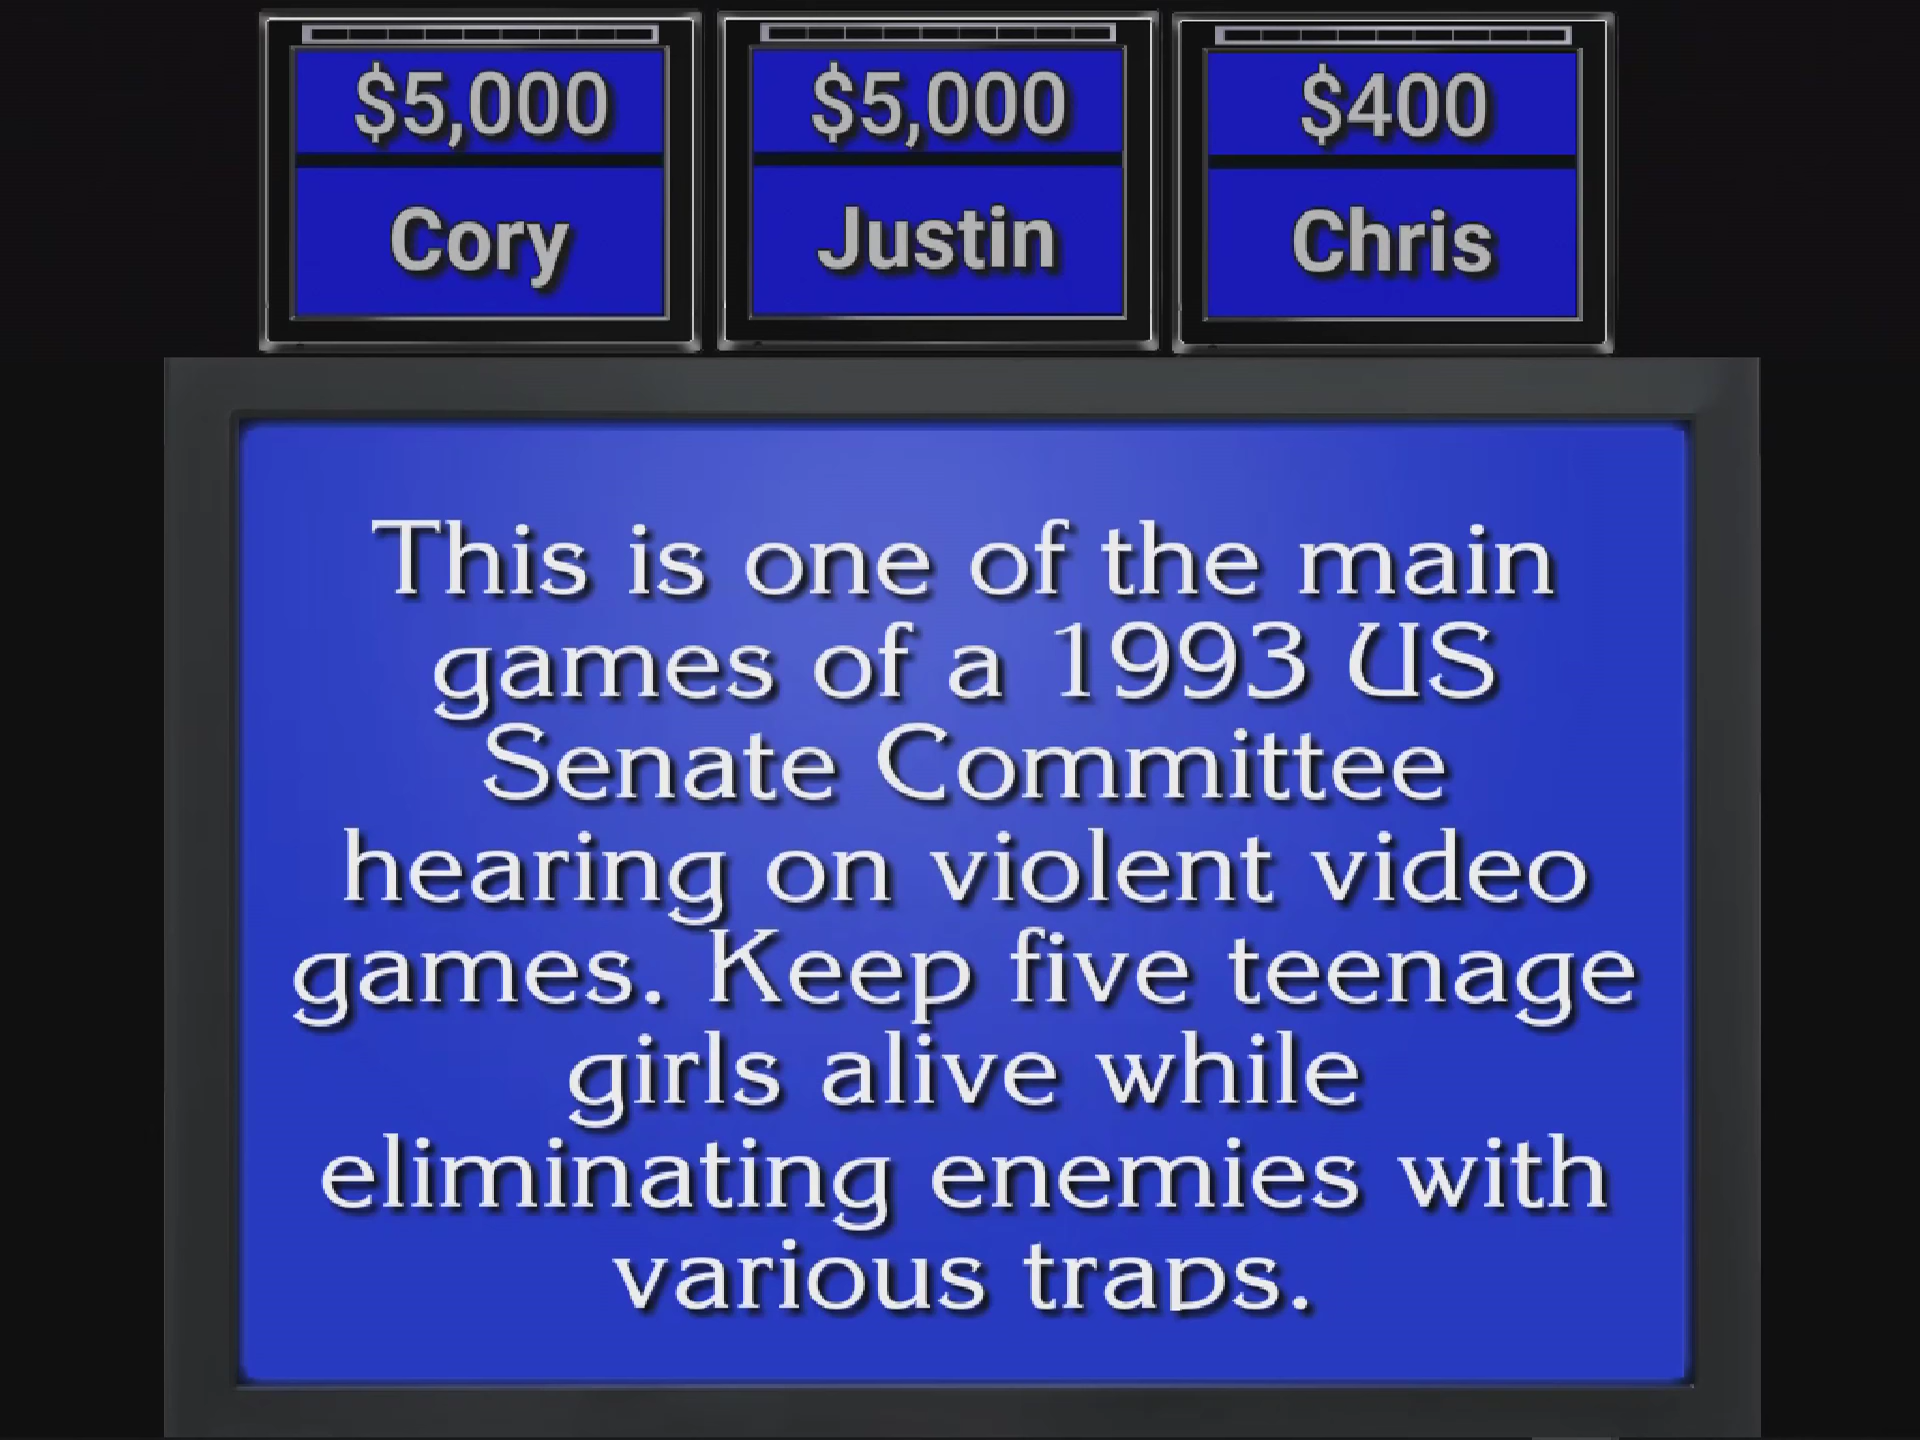 $5,000
$5,000
$400
Cory
Justin
Chris
This is one of the main
games of a 1993 US
Senate Committee
hearing on violent video
games. Keep five teenage
girls alive while
eliminating enemies with
various traps.